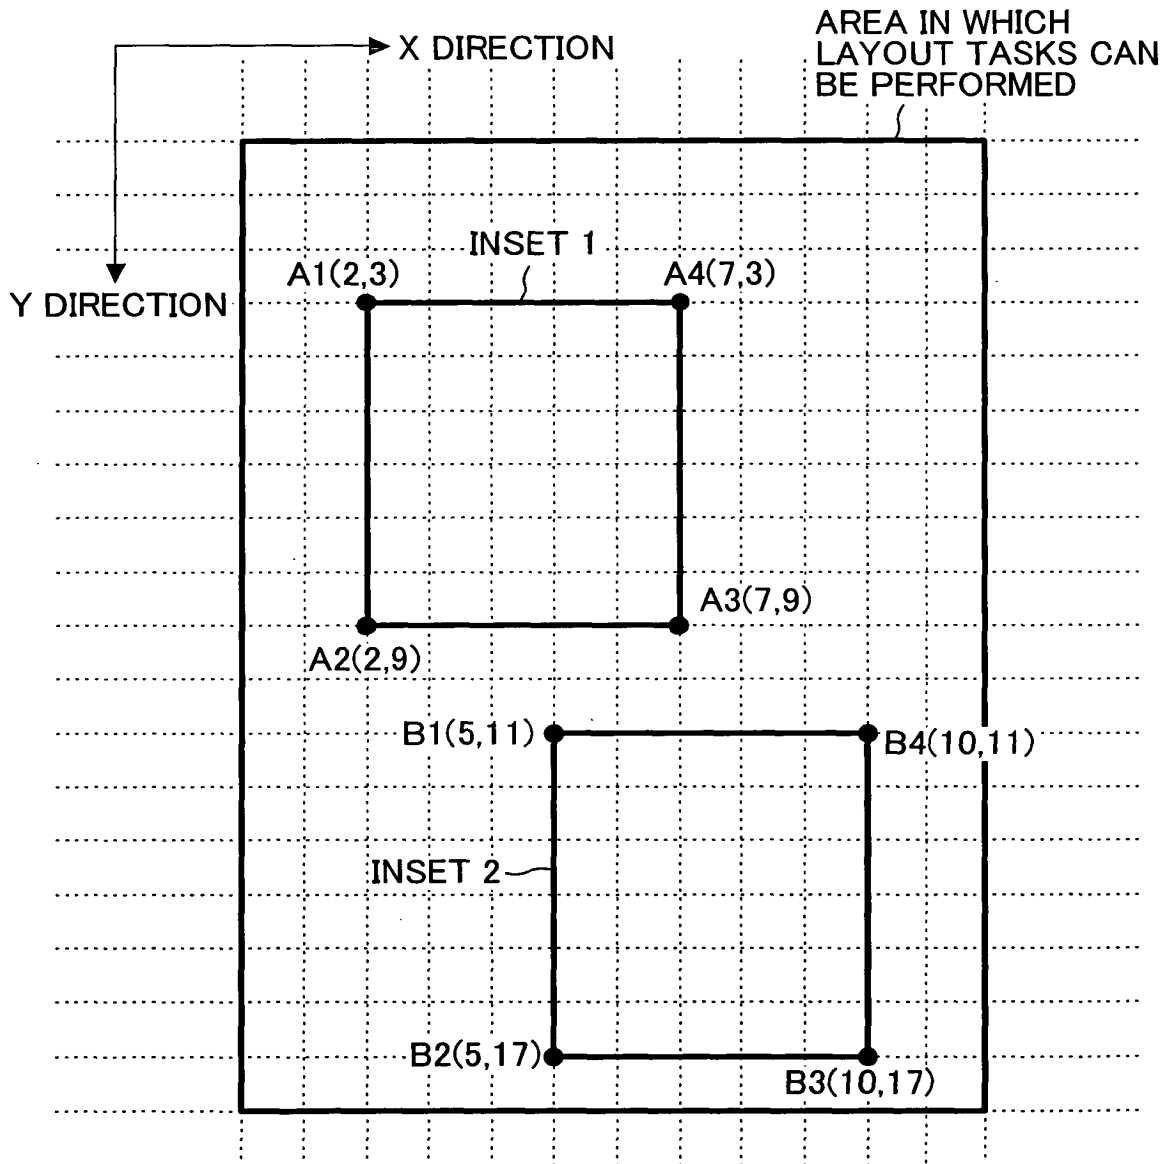 AREA IN WHICH
LAYOUT TASKS CAN
BE PERFORMED
X DIRECTION
Y DIRECTION
INSET 1
A1(2,3)
A4(7,3)
A3(7,9)
A2(2,9)
B1(5,11)
B4(10,11)
INSET 2
B2(5,17)
B3(10,17)